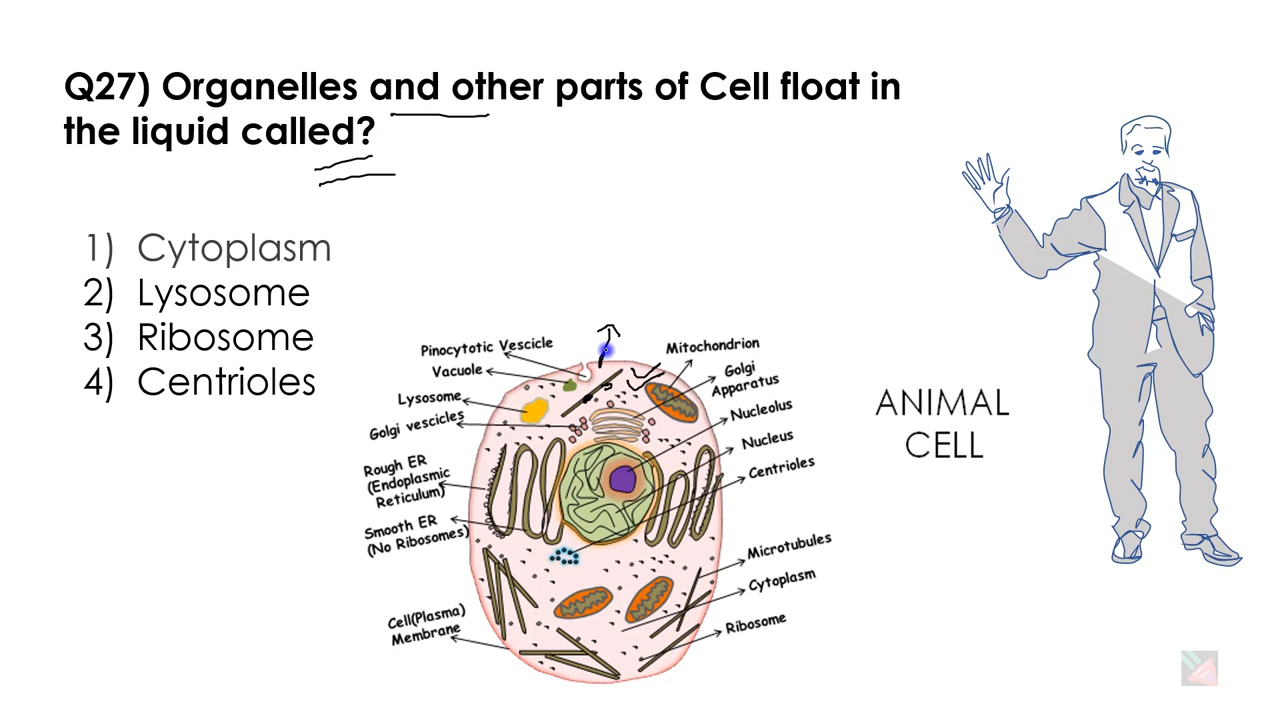 Q27) Organelles and other parts of Cell float in
the liquid called?
1) Cytoplasm
2) Lysosome
3) Ribosome
4) Centrioles
Pinocytotic Vescicle
Vacuole
Lysosome
Golgi vescicles
Rough ER
(Endoplasmic
Reticulum)
Smooth ER
(No Ribosomes)
Cell(Plasma)
Membrane
Mitochondrion
Golgi
Apparatus
Nucleolus
Nucleus
Centrioles
Microtubules
Cytoplasm
Ribosome
ANIMAL
CELL